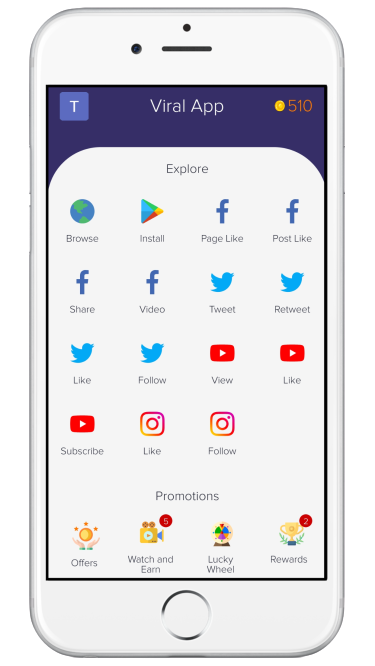 T Viral App 510
Explore
Browse Install Page Like Post Like
Share Video Tweet Retweet
Like Follow View Like
Subscribe Like Follow
Promotions
5 2
Offers Watch and Earn Lucky Wheel Rewards